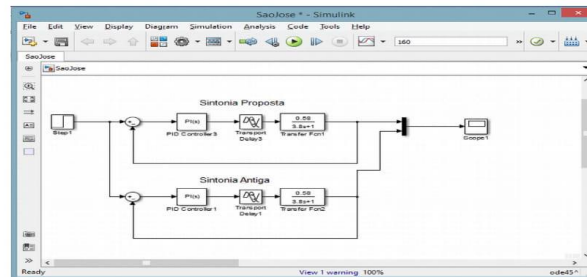 SaoJose * - Simulink
File Edit View Display Diagram Simulation Analysis Code Tools Help
160
SaoJose
SaoJose
Sintonia Proposta
Step1
PI(s)
PID Controller3
Transport
Delay3
0.58
3.8s+1
Transfer Fcn1
Scope1
Sintonia Antiga
PI(s)
PID Controller1
Transport
Delay1
0.58
3.8s+1
Transfer Fcn2
Ready
View 1 warning
100%
ode45